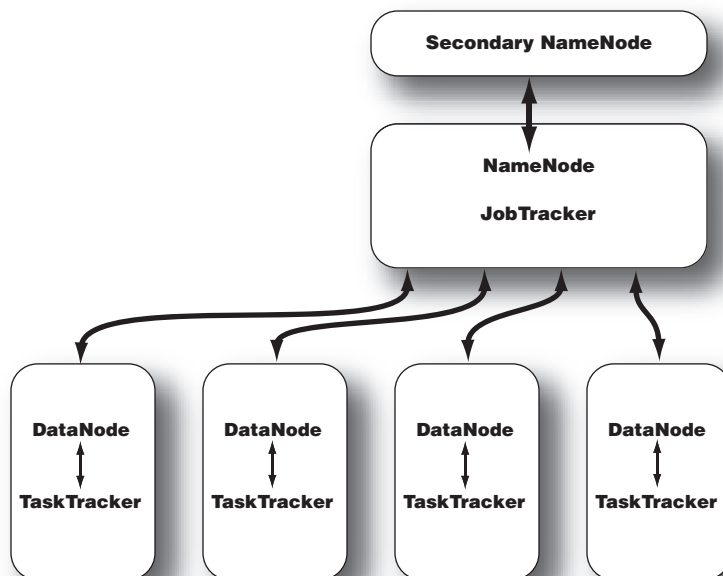 Secondary NameNode
NameNode
JobTracker
DataNode
TaskTracker
DataNode
TaskTracker
DataNode
TaskTracker
DataNode
TaskTracker